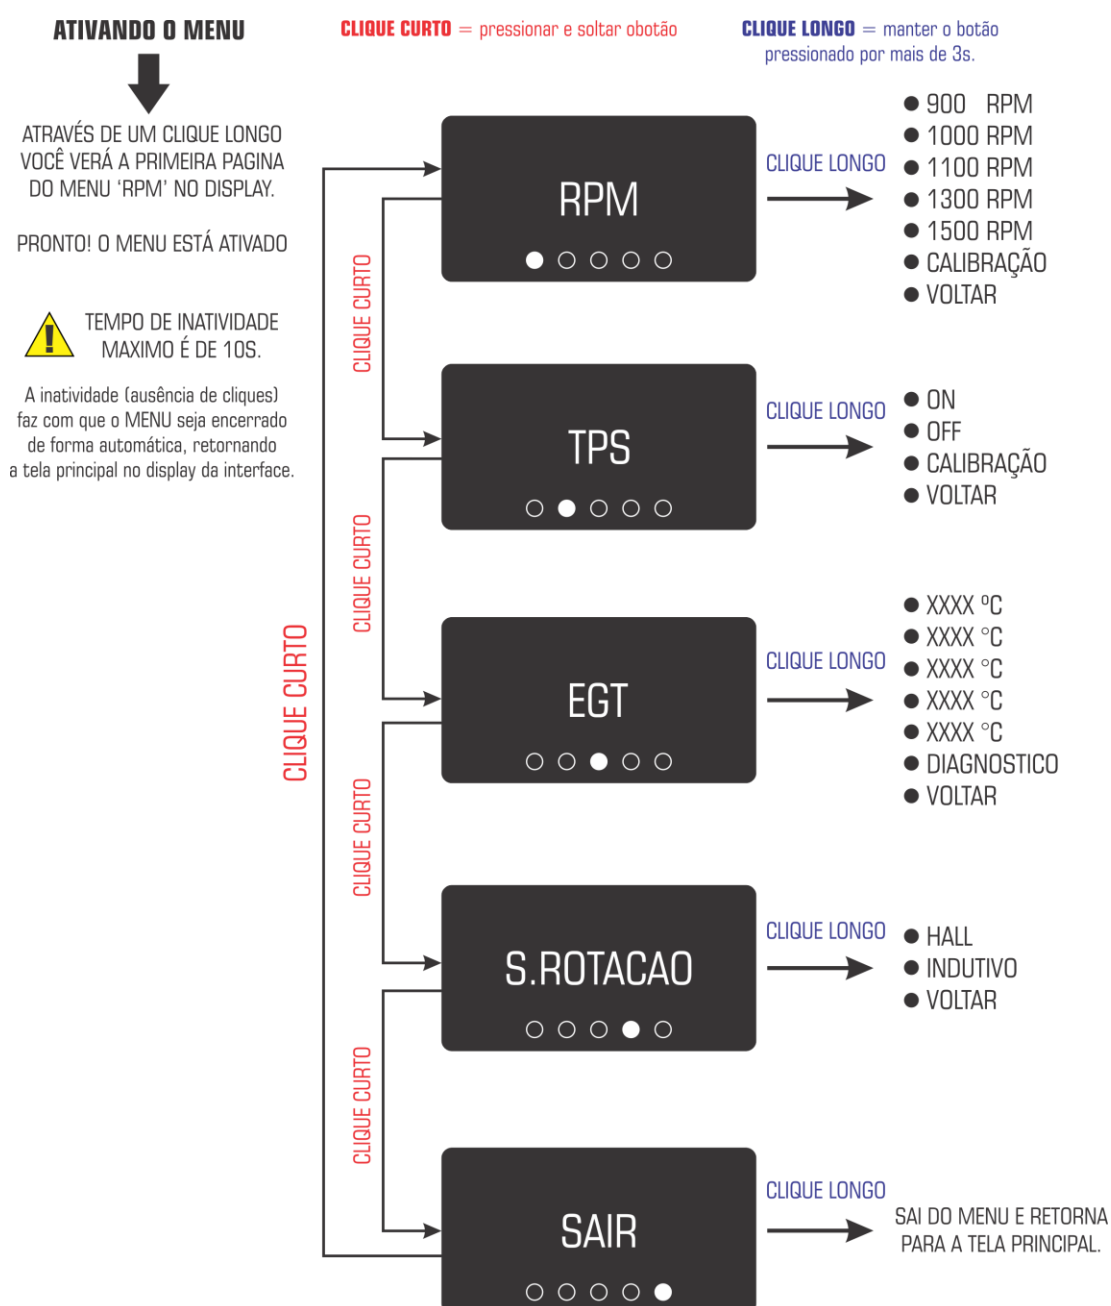 ATIVANDO O MENU
CLIQUE CURTO = pressionar e soltar obotão
CLIQUE LONGO = manter o botão
pressionado por mais de 3s.
ATRAVÉS DE UM CLIQUE LONGO
VOCÊ VERÁ A PRIMEIRA PAGINA
DO MENU ‘RPM’ NO DISPLAY.
PRONTO! O MENU ESTÁ ATIVADO
TEMPO DE INATIVIDADE
MAXIMO É DE 10S.
A inatividade (ausência de cliques)
faz com que o MENU seja encerrado
de forma automática, retornando
a tela principal no display da interface.
CLIQUE CURTO
RPM
CLIQUE LONGO
● 900 RPM
● 1000 RPM
● 1100 RPM
● 1300 RPM
● 1500 RPM
● CALIBRAÇÃO
● VOLTAR
CLIQUE CURTO
TPS
CLIQUE LONGO
● ON
● OFF
● CALIBRAÇÃO
● VOLTAR
CLIQUE CURTO
EGT
CLIQUE LONGO
● XXXX ºC
● XXXX °C
● XXXX °C
● XXXX °C
● XXXX °C
● DIAGNOSTICO
● VOLTAR
CLIQUE CURTO
S.ROTACAO
CLIQUE LONGO
● HALL
● INDUTIVO
● VOLTAR
CLIQUE CURTO
SAIR
CLIQUE LONGO
SAI DO MENU E RETORNA
PARA A TELA PRINCIPAL.